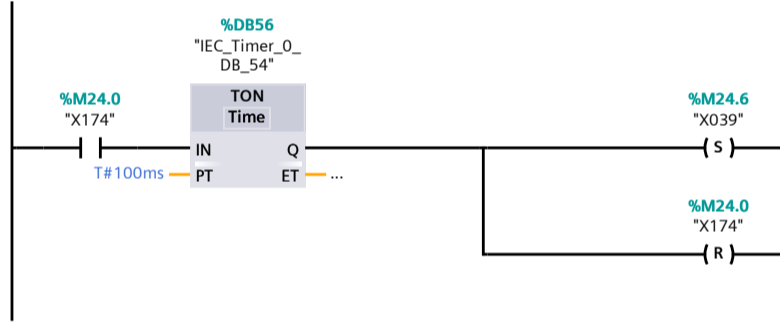 %DB56
"IEC_Timer_0_
DB_54"
TON
Time
%M24.0
"X174"
%M24.6
"X039"
IN
Q
S
T#100ms
PT
ET
...
%M24.0
"X174"
R